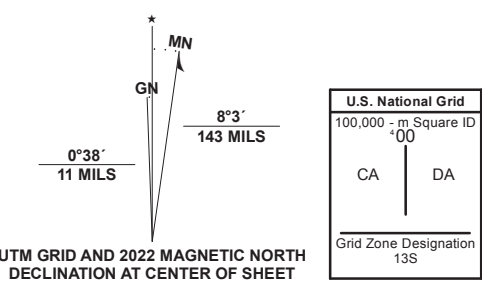 ★
MN
GN
8°3´
143 MILS
0°38´
11 MILS
UTM GRID AND 2022 MAGNETIC NORTH
DECLINATION AT CENTER OF SHEET
U.S. National Grid
100,000 - m Square ID
⁴00
CA DA
Grid Zone Designation
13S